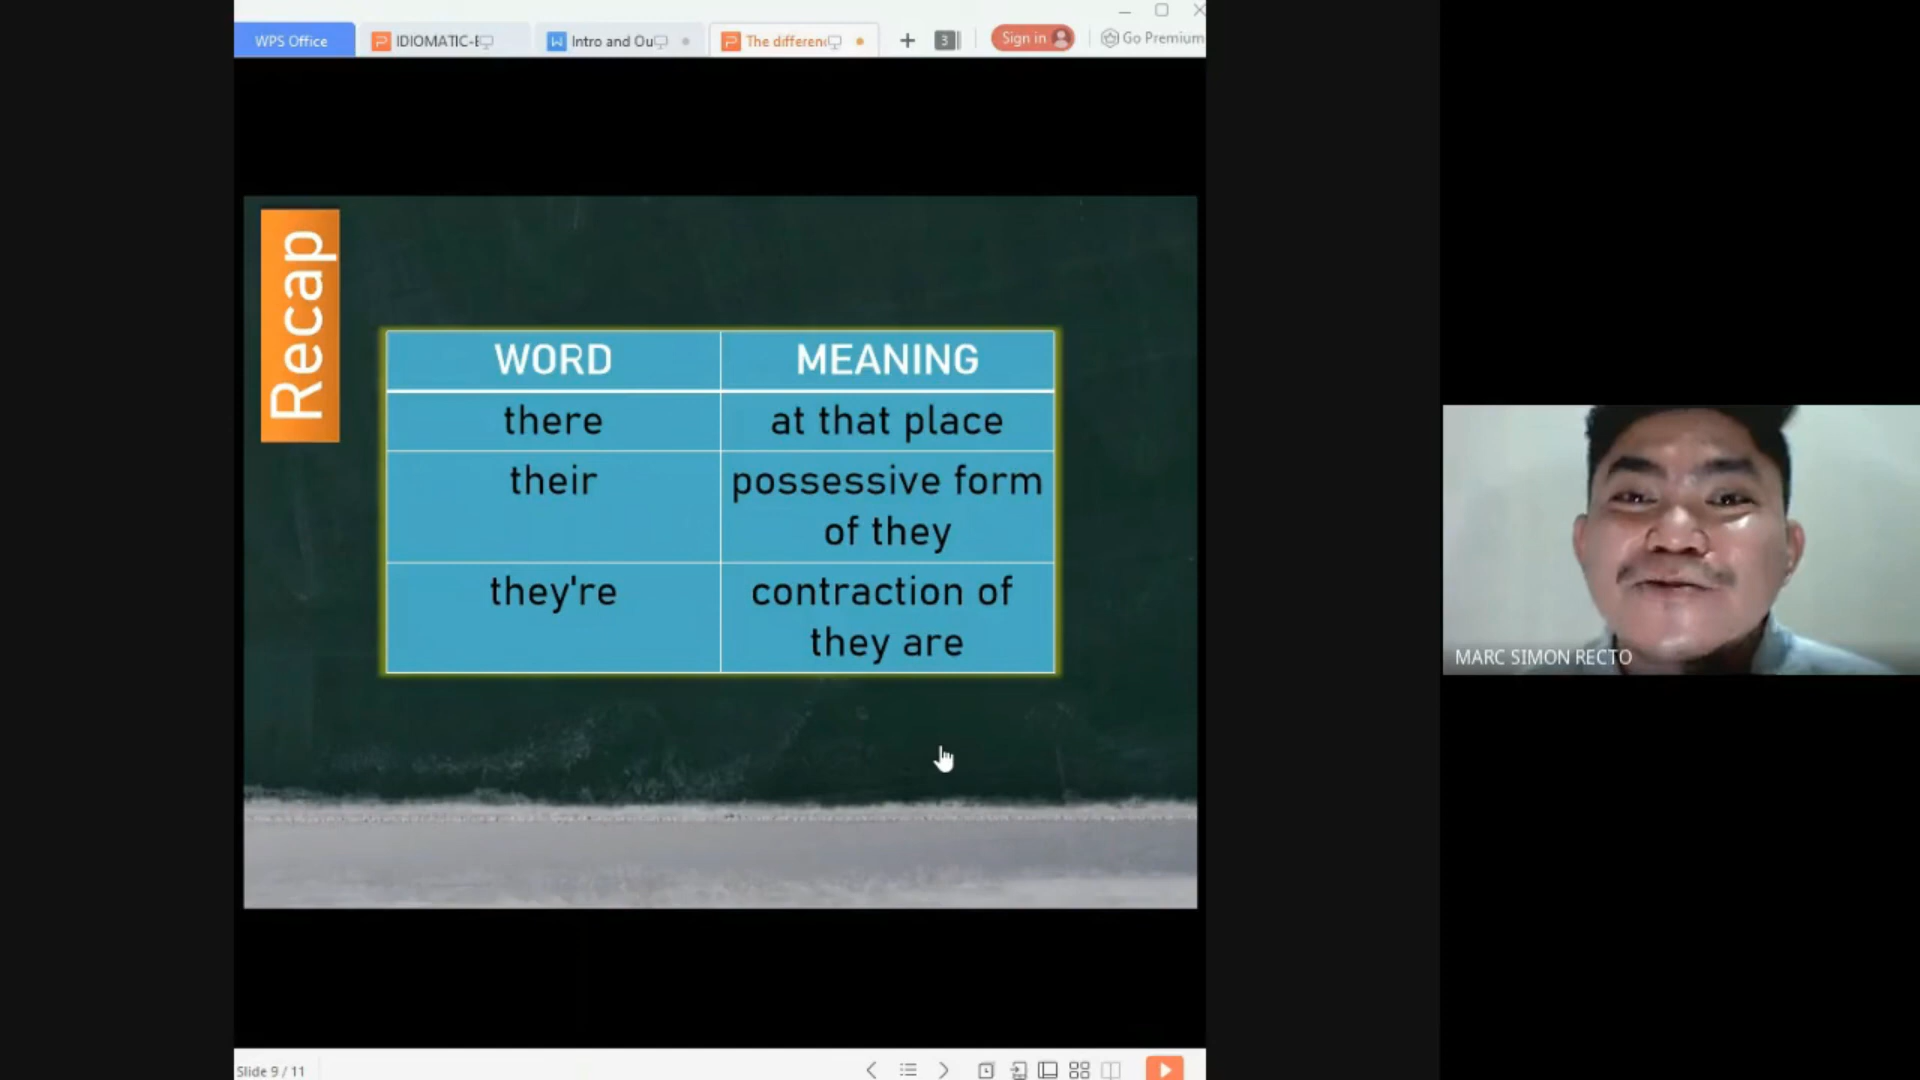 WPS Office
IDIOMATIC-E
Intro and Ou
The differen
3
Sign in
Go Premium
Recap
WORD MEANING
there at that place
their possessive form
of they
they're contraction of
they are
MARC SIMON RECTO
Slide 9 / 11